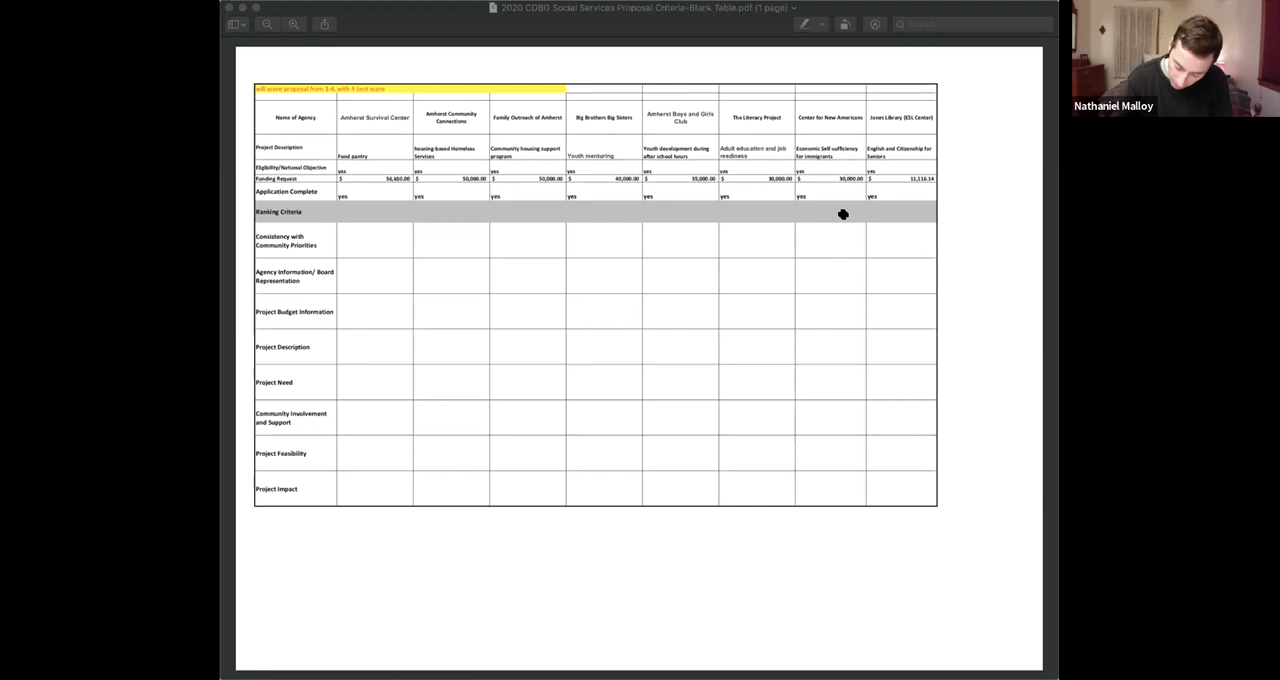 2020 CDBG Social Services Proposal Criteria-Blank Table.pdf (1 page)
Search
Nathaniel Malloy
will score proposal from 1-4, with 4 best score
Name of Agency Amherst Survival Center Amherst Community Connections Family Outreach of Amherst Big Brothers Big Sisters Amherst Boys and Girls Club The Literacy Project Center for New Americans Jones Library (ESL Center)
Project Description Food pantry housing-based Homeless Services Community housing support program Youth mentoring Youth development during after school hours Adult education and job readiness Economic Self-sufficiency for immigrants English and Citizenship for Seniors
Eligibility/National Objective yes yes yes yes yes yes yes yes
Funding Request $ 56,650.00 $ 50,000.00 $ 50,000.00 $ 40,000.00 $ 35,000.00 $ 30,000.00 $ 30,000.00 $ 11,116.14
Application Complete yes yes yes yes yes yes yes yes
Ranking Criteria
Consistency with
Community Priorities
Agency Information/ Board
Representation
Project Budget Information
Project Description
Project Need
Community Involvement
and Support
Project Feasibility
Project Impact